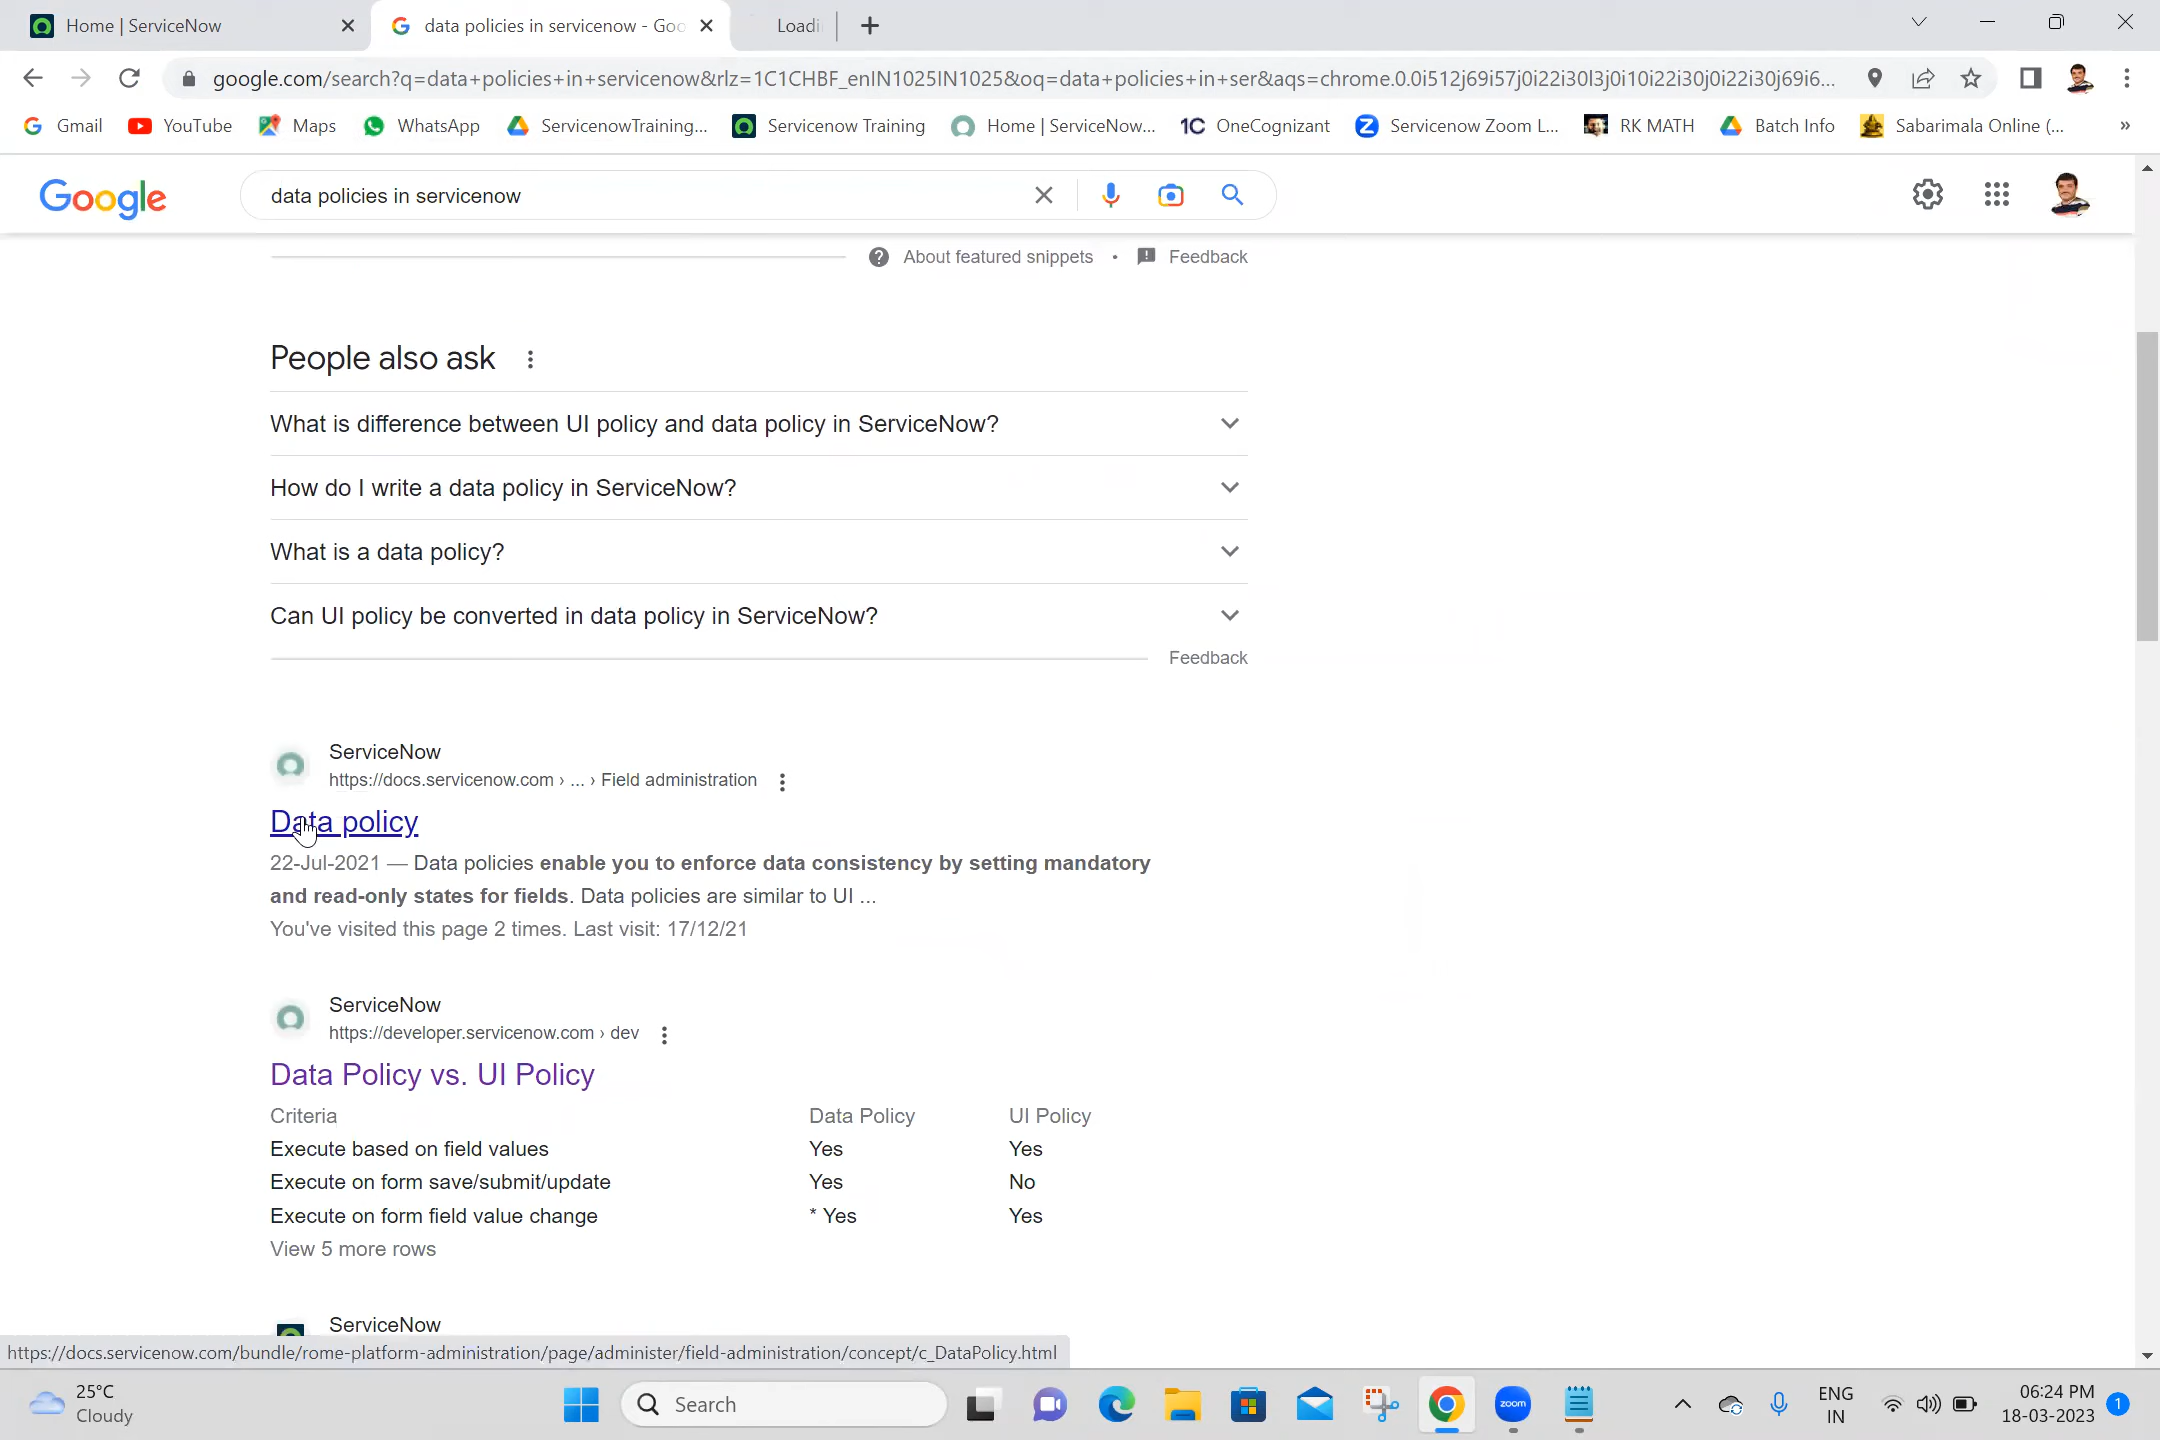 Home | ServiceNow
data policies in servicenow - Goo
Loadi
google.com/search?q=data+policies+in+servicenow&rlz=1C1CHBF_enIN1025IN1025&oq=data+policies+in+ser&aqs=chrome.0.0i512j69i57j0i22i30l3j0i10i22i30j0i22i30j69i6...
Gmail YouTube Maps WhatsApp ServicenowTraining... Servicenow Training Home | ServiceNow... OneCognizant Servicenow Zoom L... RK MATH Batch Info Sabarimala Online (... »
Google
data policies in servicenow
About featured snippets • Feedback
People also ask
What is difference between UI policy and data policy in ServiceNow?
How do I write a data policy in ServiceNow?
What is a data policy?
Can UI policy be converted in data policy in ServiceNow?
Feedback
ServiceNow
https://docs.servicenow.com › ... › Field administration
Data policy
22-Jul-2021 — Data policies enable you to enforce data consistency by setting mandatory
and read-only states for fields. Data policies are similar to UI ...
You've visited this page 2 times. Last visit: 17/12/21
ServiceNow
https://developer.servicenow.com › dev
Data Policy vs. UI Policy
Criteria Data Policy UI Policy
Execute based on field values Yes Yes
Execute on form save/submit/update Yes No
Execute on form field value change * Yes Yes
View 5 more rows
ServiceNow
https://docs.servicenow.com/bundle/rome-platform-administration/page/administer/field-administration/concept/c_DataPolicy.html
25°C
Cloudy
Search
zoom
ENG
IN
06:24 PM
18-03-2023
1